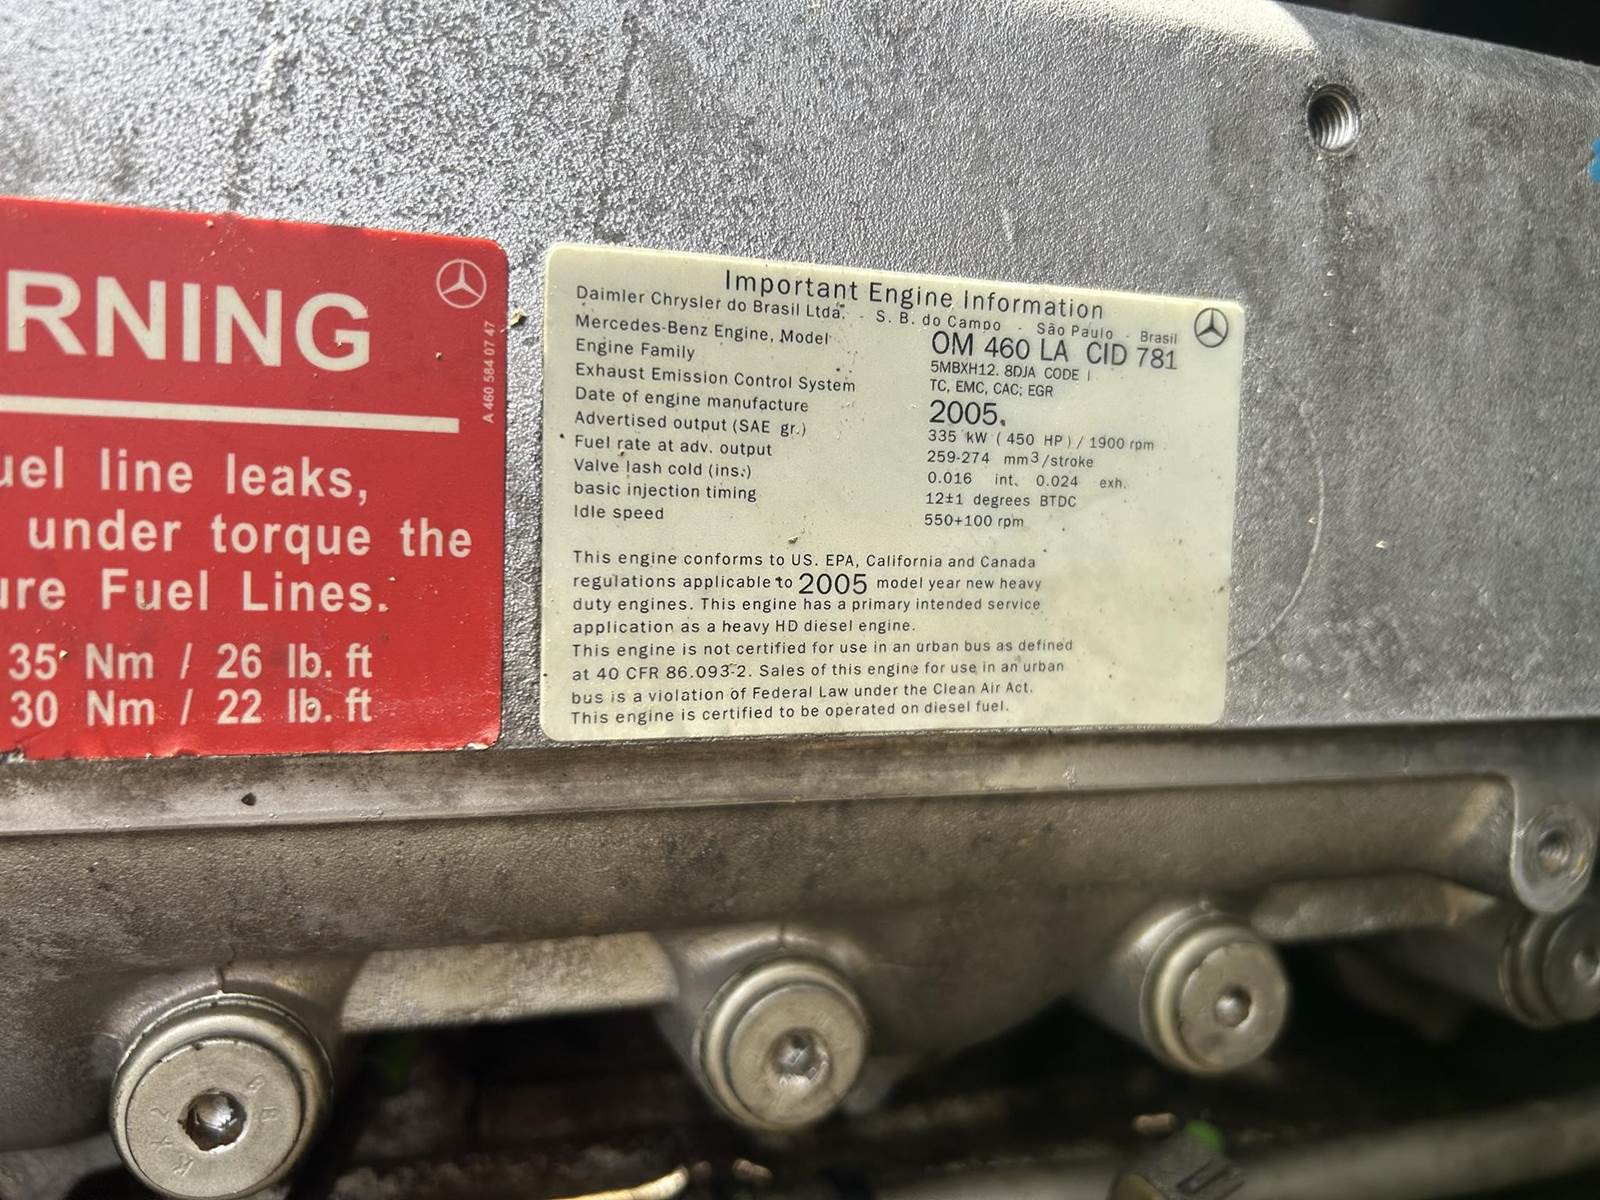 RNING
A 460 584 07 47
uel line leaks,
under torque the
ure Fuel Lines.
35 Nm / 26 lb. ft
30 Nm / 22 lb. ft
Important Engine Information
Daimler Chrysler do Brasil Ltda. - S. B. do Campo - São Paulo - Brasil
Mercedes-Benz Engine, Model OM 460 LA CID 781
Engine Family 5MBXH12. 8DJA CODE I
Exhaust Emission Control System TC, EMC, CAC; EGR
Date of engine manufacture 2005.
Advertised output (SAE gr.) 335 kW ( 450 HP ) / 1900 rpm
Fuel rate at adv. output 259-274 mm3/stroke
Valve lash cold (ins.) 0.016 int. 0.024 exh.
basic injection timing 12±1 degrees BTDC
Idle speed 550+100 rpm
This engine conforms to US. EPA, California and Canada
regulations applicable to 2005 model year new heavy
duty engines. This engine has a primary intended service
application as a heavy HD diesel engine.
This engine is not certified for use in an urban bus as defined
at 40 CFR 86.093-2. Sales of this engine for use in an urban
bus is a violation of Federal Law under the Clean Air Act.
This engine is certified to be operated on diesel fuel.